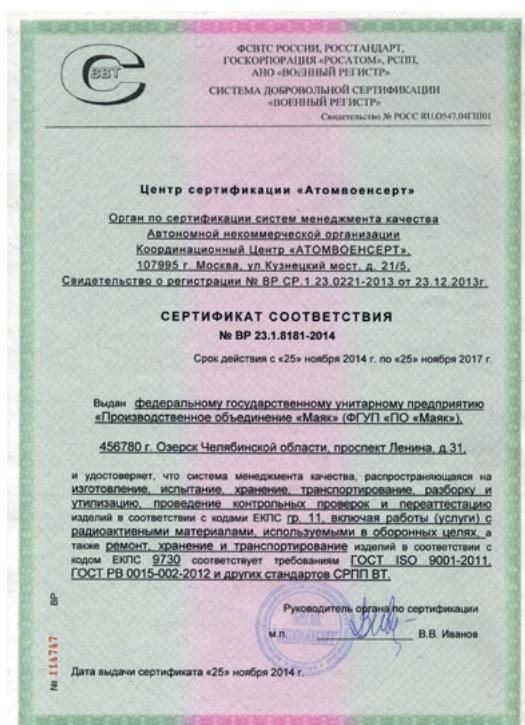 ВВТ
ФСВТС РОССИИ, РОССТАНДАРТ,
ГОСКОРПОРАЦИЯ «РОСАТОМ», РСПП,
АНО «ВОЕННЫЙ РЕГИСТР»
СИСТЕМА ДОБРОВОЛЬНОЙ СЕРТИФИКАЦИИ
«ВОЕННЫЙ РЕГИСТР»
Свидетельство № РОСС RU.О547.04ГШ01
Центр сертификации «Атомвоенсерт»
Орган по сертификации систем менеджмента качества
Автономной некоммерческой организации
Координационный Центр «АТОМВОЕНСЕРТ»,
107995 г. Москва, ул.Кузнецкий мост, д. 21/5,
Свидетельство о регистрации № ВР СР.1.23.0221-2013 от 23.12.2013г.
СЕРТИФИКАТ СООТВЕТСТВИЯ
№ ВР 23.1.8181-2014
Срок действия с «25» ноября 2014 г. по «25» ноября 2017 г.
Выдан федеральному государственному унитарному предприятию
«Производственное объединение «Маяк» (ФГУП «ПО «Маяк»),
456780 г. Озерск Челябинской области, проспект Ленина, д.31,
и удостоверяет, что система менеджмента качества, распространяющаяся на
изготовление, испытание, хранение, транспортирование, разборку и
утилизацию, проведение контрольных проверок и переаттестацию
изделий в соответствии с кодами ЕКПС гр. 11, включая работы (услуги) с
радиоактивными материалами, используемыми в оборонных целях, а
также ремонт, хранение и транспортирование изделий в соответствии с
кодом ЕКПС 9730 соответствует требованиям ГОСТ ISO 9001-2011,
ГОСТ РВ 0015-002-2012 и других стандартов СРПП ВТ.
Руководитель органа по сертификации
м.п. В.В. Иванов
Дата выдачи сертификата «25» ноября 2014 г.
№ 114747 ВР